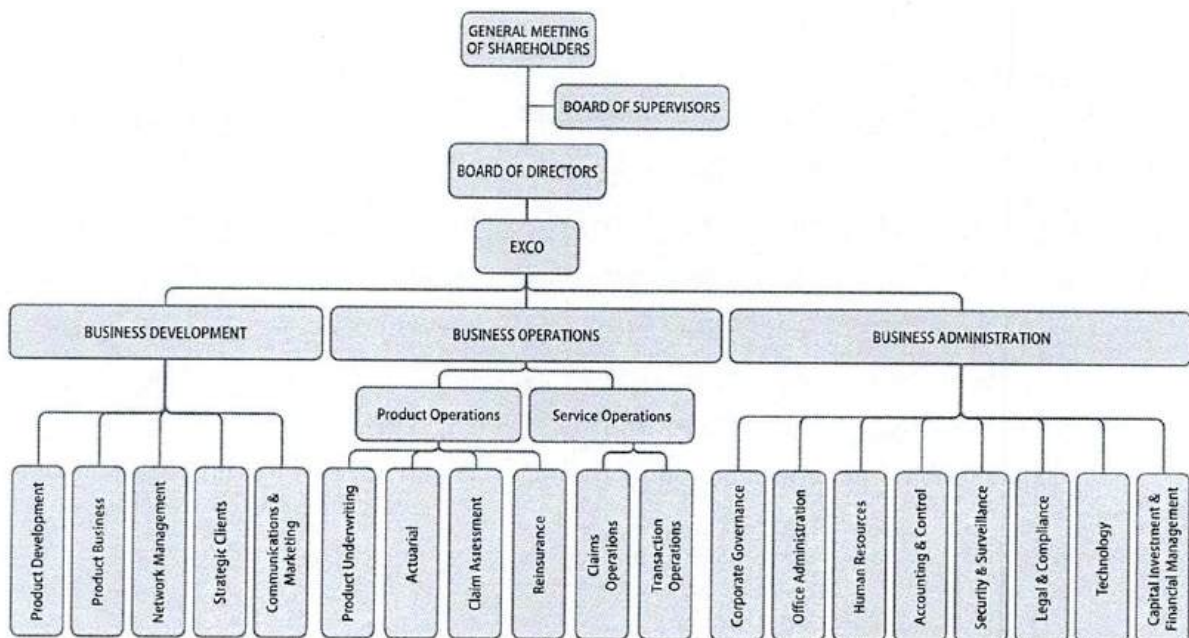 GENERAL MEETING
OF SHAREHOLDERS
BOARD OF SUPERVISORS
BOARD OF DIRECTORS
EXCO
BUSINESS DEVELOPMENT
BUSINESS OPERATIONS
BUSINESS ADMINISTRATION
Product Operations
Service Operations
Product Development
Product Business
Network Management
Strategic Clients
Communications &
Marketing
Product Underwriting
Actuarial
Claim Assessment
Reinsurance
Claims
Operations
Transaction
Operations
Corporate Governance
Office Administration
Human Resources
Accounting & Control
Security & Surveillance
Legal & Compliance
Technology
Capital Investment &
Financial Management